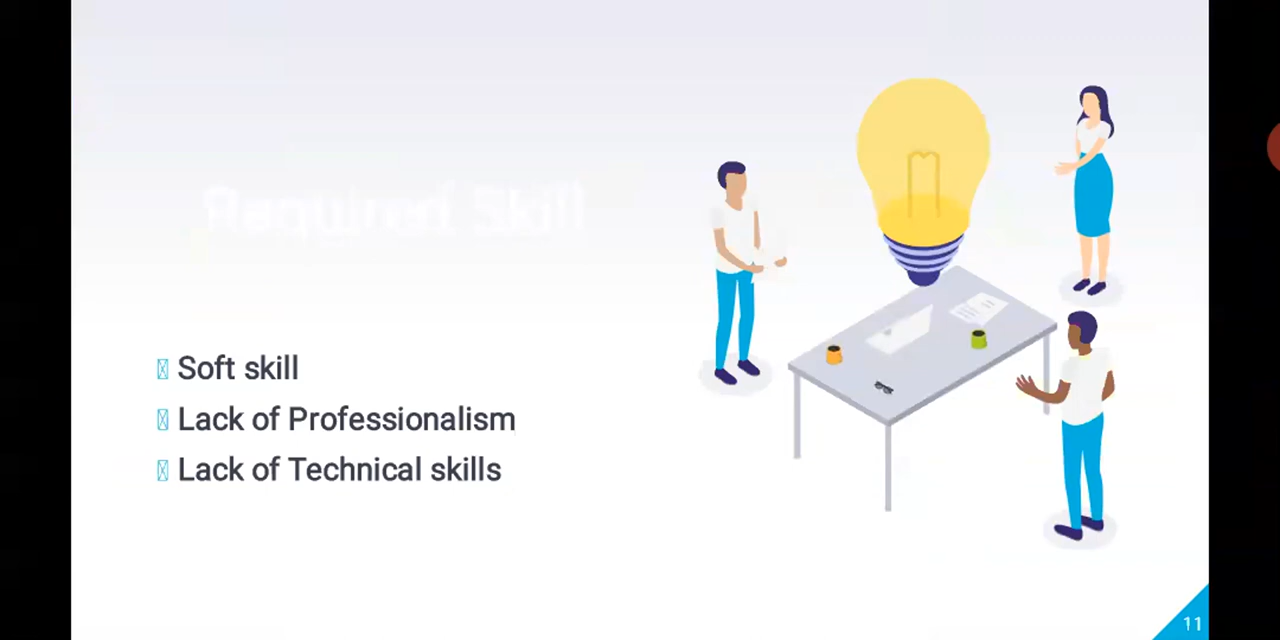 Required Skill
Soft skill
Lack of Professionalism
Lack of Technical skills
11